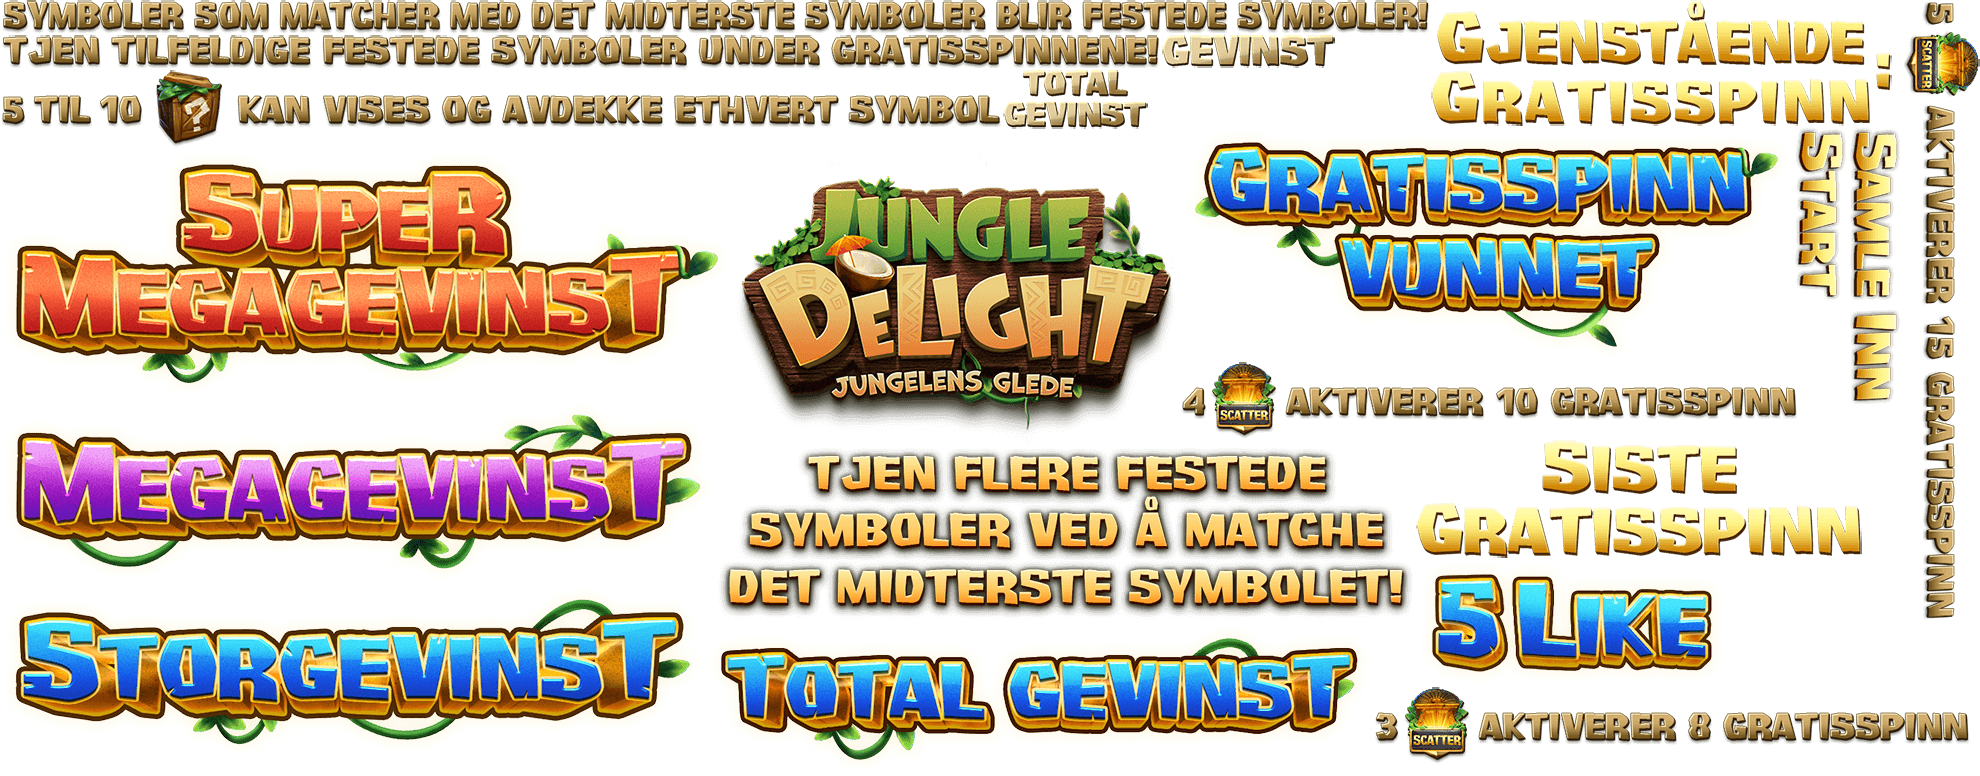 SYMBOLER SOM MATCHER MED DET MIDTERSTE SYMBOLER BLIR FESTEDE SYMBOLER!
TJEN TILFELDIGE FESTEDE SYMBOLER UNDER GRATISSPINNENE!
GEVINST
5 TIL 10 ? KAN VISES OG AVDEKKE ETHVERT SYMBOL
TOTAL
GEVINST
GJENSTÅENDE
GRATISSPINN:
5 SCATTER AKTIVERER 15 GRATISSPINN
SAMLE INN
START
SUPER
MEGAGEVINST
JUNGLE
DELIGHT
JUNGELENS GLEDE
GRATISSPINN
VUNNET
4 SCATTER AKTIVERER 10 GRATISSPINN
MEGAGEVINST
TJEN FLERE FESTEDE
SYMBOLER VED Å MATCHE
DET MIDTERSTE SYMBOLET!
SISTE
GRATISSPINN
5 LIKE
STORGEVINST
TOTAL GEVINST
3 SCATTER AKTIVERER 8 GRATISSPINN